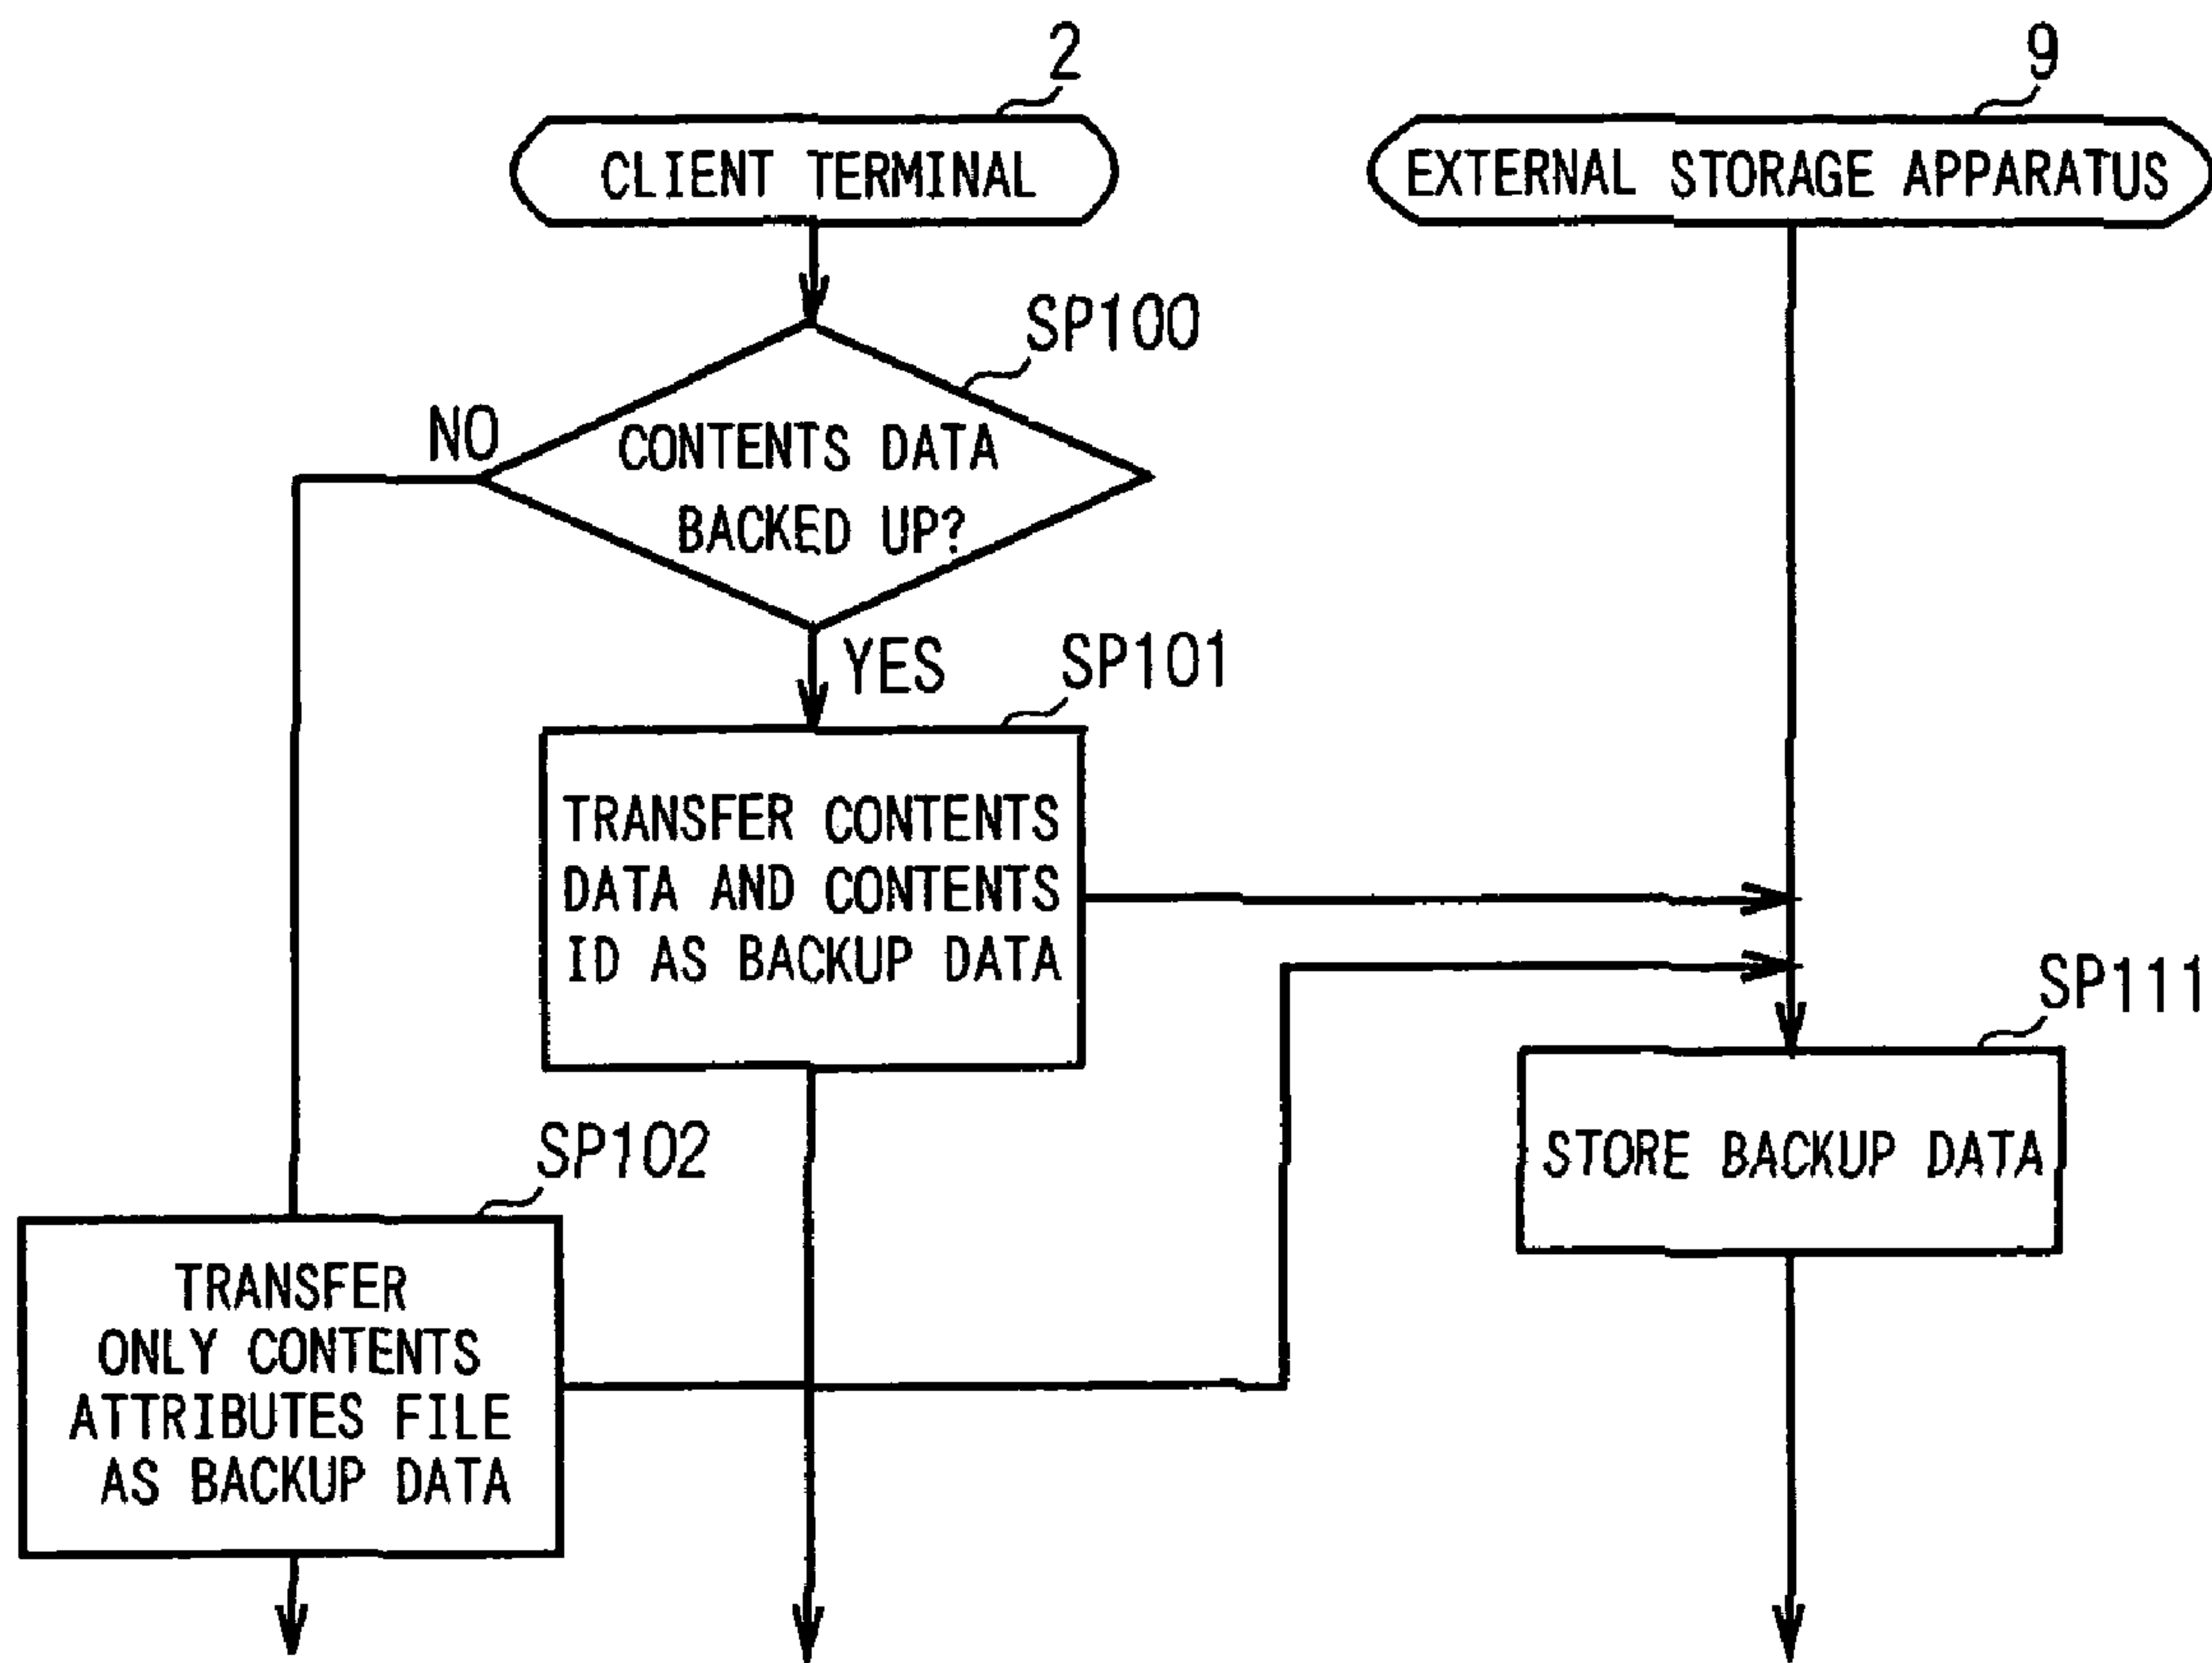 2
9
CLIENT TERMINAL
EXTERNAL STORAGE APPARATUS
SP100
NO
CONTENTS DATA
BACKED UP?
YES
SP101
TRANSFER CONTENTS
DATA AND CONTENTS
ID AS BACKUP DATA
SP111
STORE BACKUP DATA
SP102
TRANSFER
ONLY CONTENTS
ATTRIBUTES FILE
AS BACKUP DATA